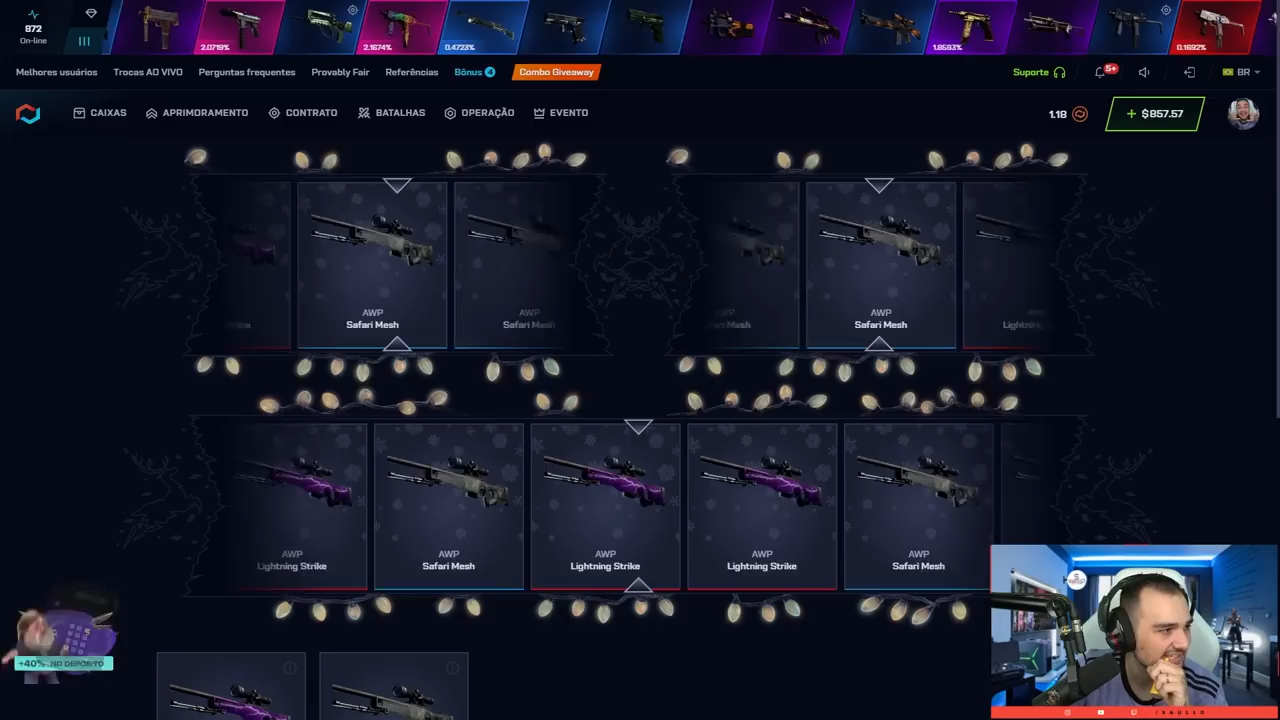 872
On-line
2.0719%
2.1674%
0.4723%
1.8593%
0.1692%
Melhores usuários
Trocas AO VIVO
Perguntas frequentes
Provably Fair
Referências
Bônus 4
Combo Giveaway
Suporte
5+
BR
CAIXAS
APRIMORAMENTO
CONTRATO
BATALHAS
OPERAÇÃO
EVENTO
1.18
+ $857.57
AWP
Safari Mesh
AWP
Safari Mesh
AWP
Safari Mesh
AWP
Lightning Strike
AWP
Safari Mesh
AWP
Lightning Strike
AWP
Lightning Strike
AWP
Safari Mesh
+40% NO DEPÓSITO